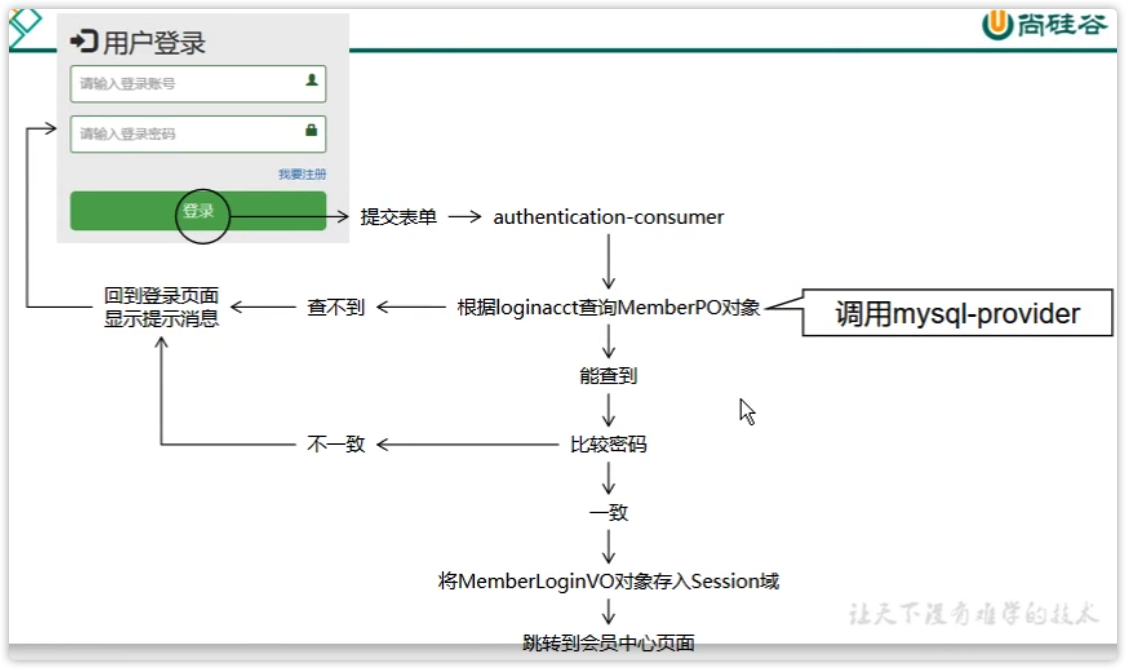 尚硅谷
用户登录
请输入登录账号
请输入登录密码
我要注册
登录
提交表单
authentication-consumer
回到登录页面
显示提示消息
查不到
根据loginacct查询MemberPO对象
调用mysql-provider
能查到
不一致
比较密码
一致
将MemberLoginVO对象存入Session域
让天下没有难学的技术
跳转到会员中心页面